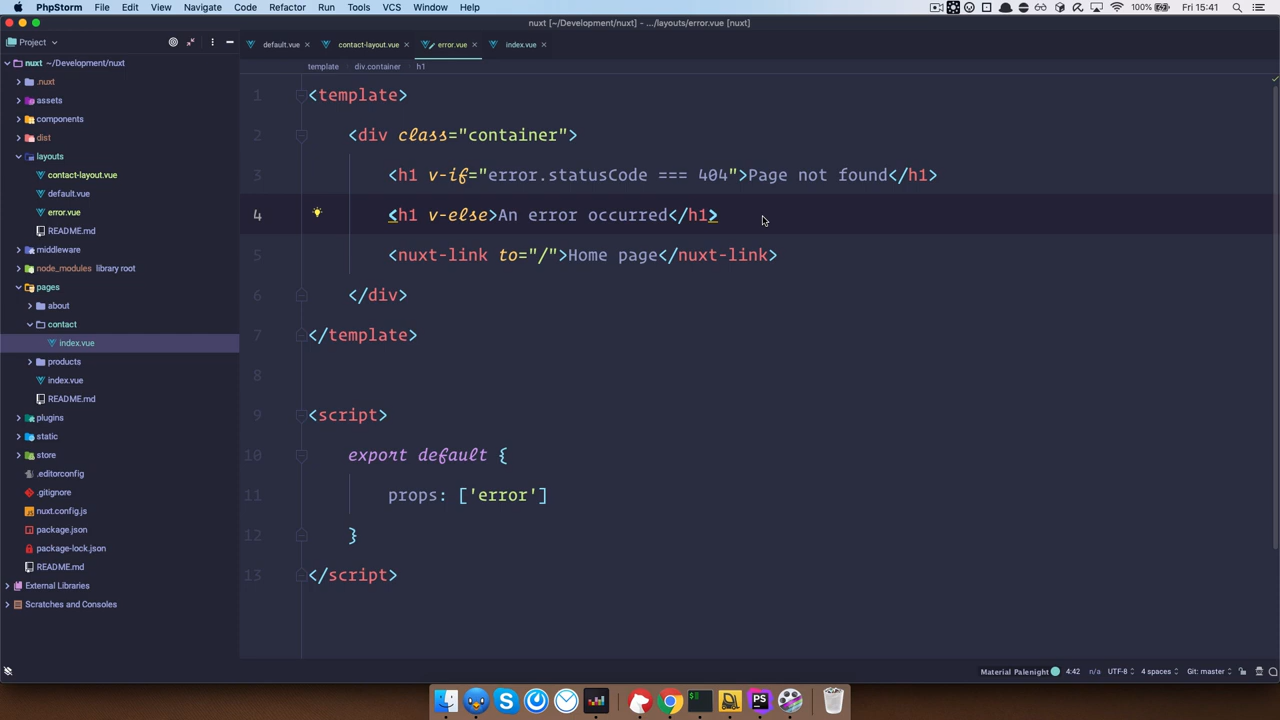 PhpStorm File Edit View Navigate Code Refactor Run Tools VCS Window Help 100% Fri 15:41
nuxt [~/Development/nuxt] - .../layouts/error.vue [nuxt]
Project
default.vue contact-layout.vue error.vue index.vue
template div.container h1
nuxt ~/Development/nuxt
.nuxt
assets
components
dist
layouts
contact-layout.vue
default.vue
error.vue
README.md
middleware
node_modules library root
pages
about
contact
index.vue
products
index.vue
README.md
plugins
static
store
.editorconfig
.gitignore
nuxt.config.js
package.json
package-lock.json
README.md
External Libraries
Scratches and Consoles
1 <template>
2 <div class="container">
3 <h1 v-if="error.statusCode === 404">Page not found</h1>
4 <h1 v-else>An error occurred</h1>
5 <nuxt-link to="/">Home page</nuxt-link>
6 </div>
7 </template>
8
9 <script>
10 export default {
11 props: ['error']
12 }
13 </script>
Material Palenight 4:42 n/a UTF-8 4 spaces Git: master
PS